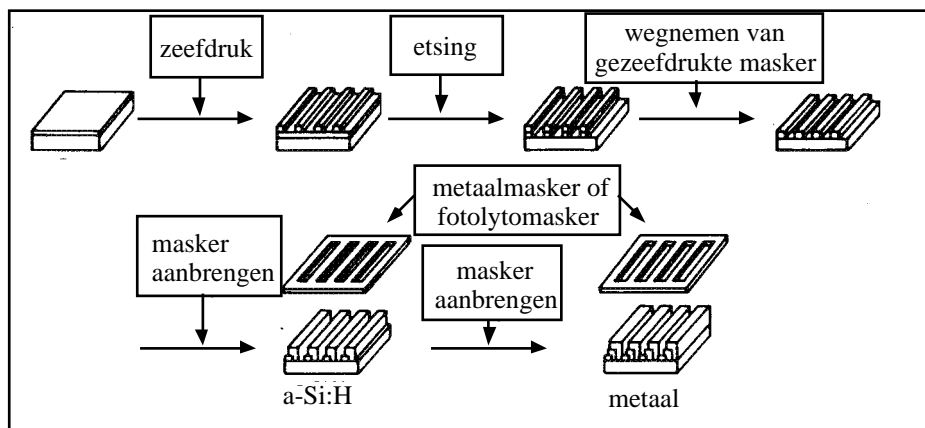 zeefdruk
etsing
wegnemen van
gezeefdrukte masker
metaalmasker of
fotolytomasker
masker
aanbrengen
masker
aanbrengen
a-Si:H
metaal